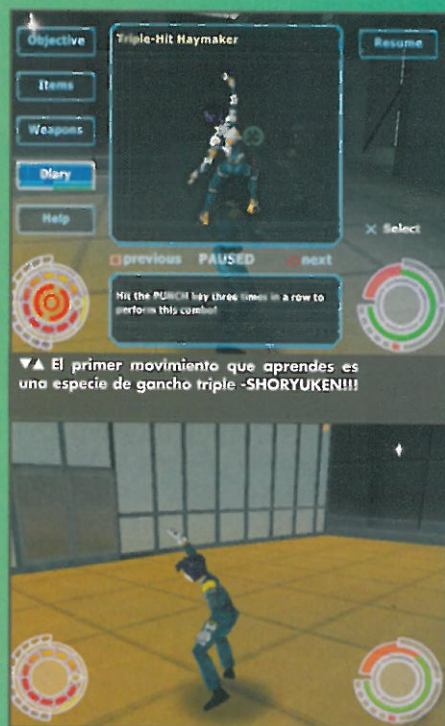 Objective
Items
Weapons
Diary
Help
Triple-Hit Haymaker
Resume
X Select
previous PAUSED next
Hit the PUNCH key three times in a row to
perform this combo!
▼▲ El primer movimiento que aprendes es
una especie de gancho triple -SHORYUKEN!!!